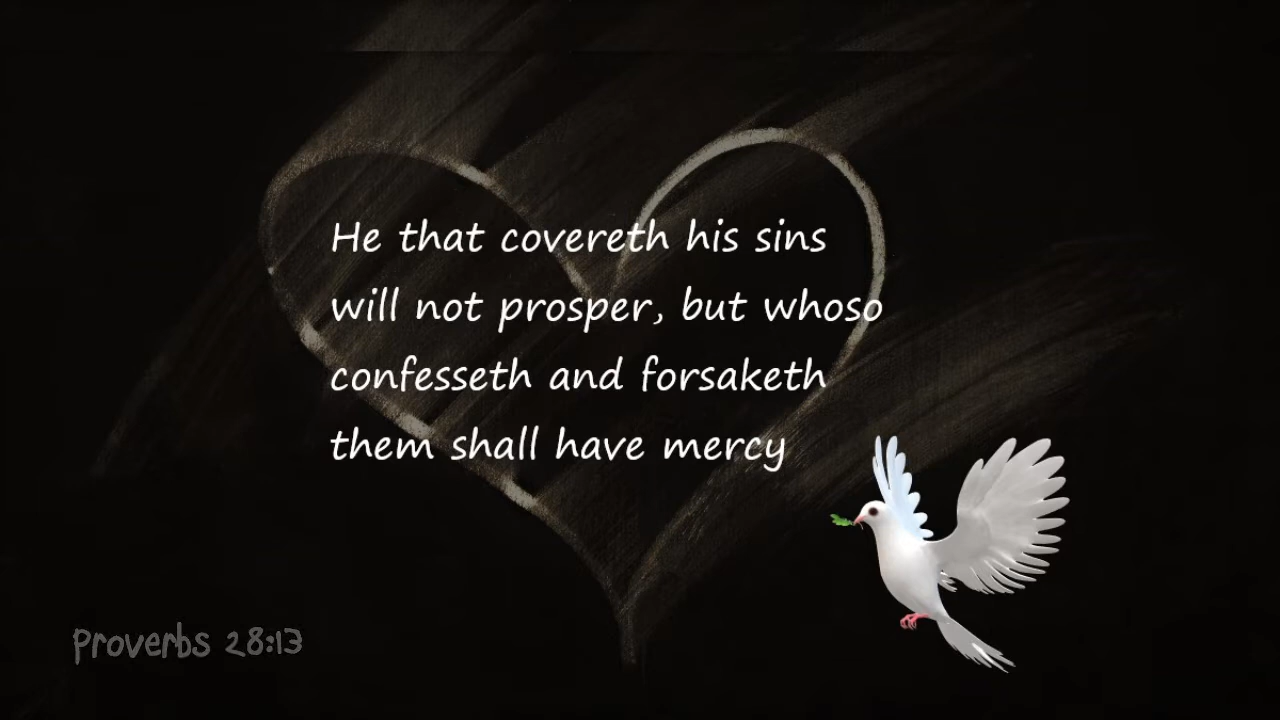 He that covereth his sins
will not prosper, but whoso
confesseth and forsaketh
them shall have mercy
Proverbs 28:13